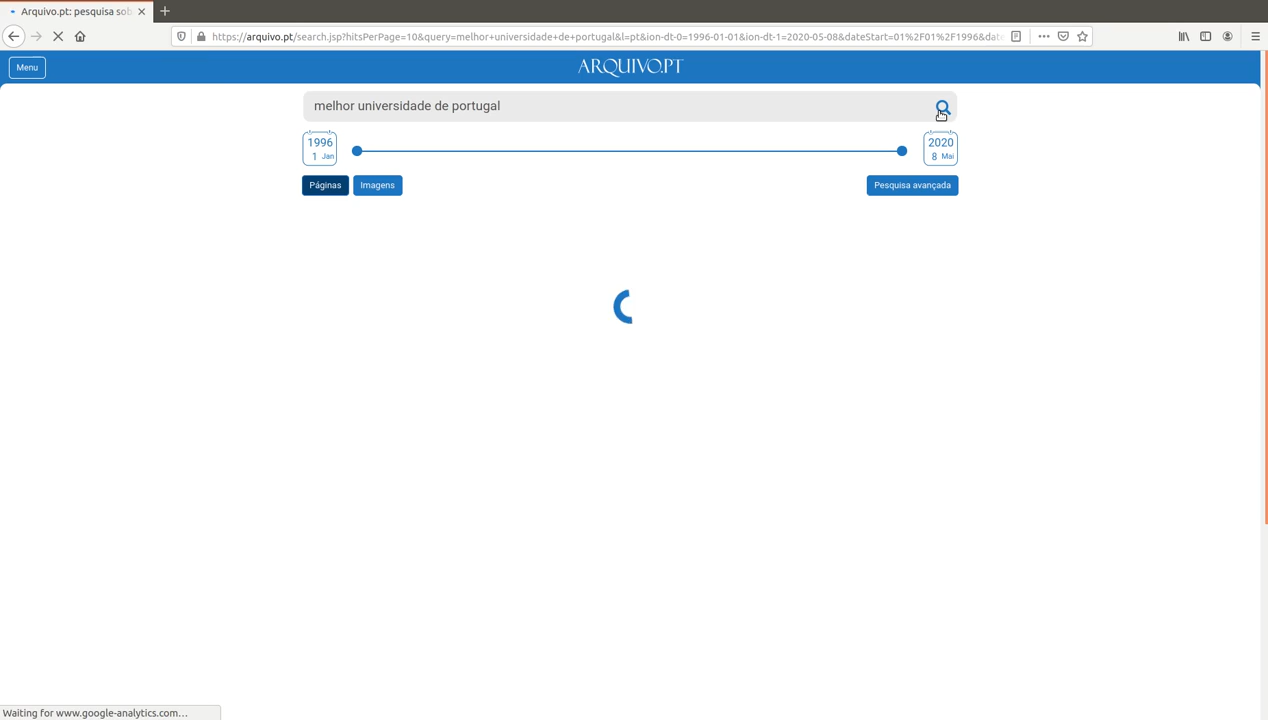 Arquivo.pt: pesquisa sob
https://arquivo.pt/search.jsp?hitsPerPage=10&query=melhor+universidade+de+portugal&l=pt&ion-dt-0=1996-01-01&ion-dt-1=2020-05-08&dateStart=01%2F01%2F1996&date
Menu
ARQUIVO.PT
melhor universidade de portugal
1996
1 Jan
2020
8 Mai
Páginas
Imagens
Pesquisa avançada
Waiting for www.google-analytics.com…